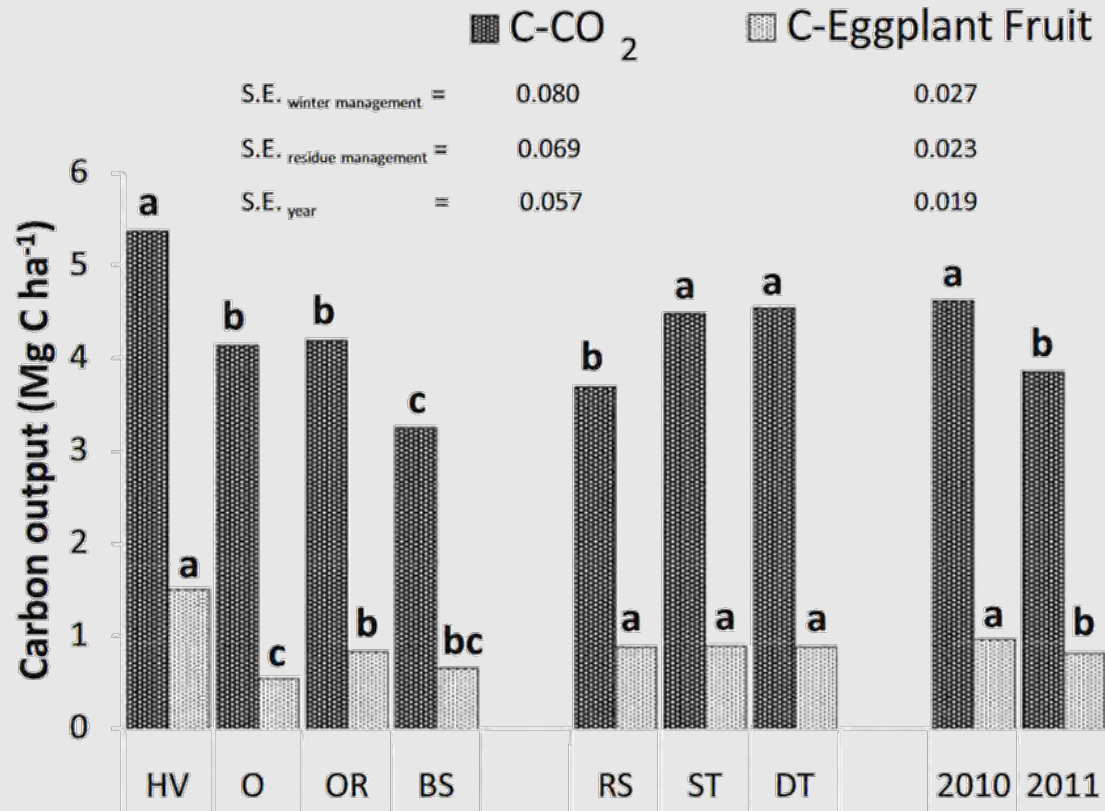 C-CO 2 C-Eggplant Fruit
S.E. winter management = 0.080 0.027
S.E. residue management = 0.069 0.023
S.E. year = 0.057 0.019
Carbon output (Mg C ha-1)
6
5
4
3
2
1
0
a b b c b a a a b
a c b bc a a a a b
HV O OR BS RS ST DT 2010 2011